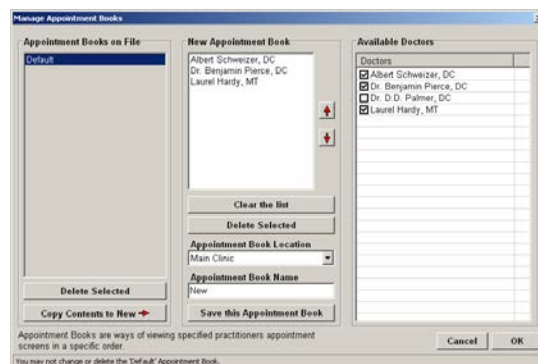 Manage Appointment Books
Appointment Books on File
Default
Delete Selected
Copy Contents to New
New Appointment Book
Albert Schweizer, DC
Dr. Benjamin Pierce, DC
Laurel Hardy, MT
Clear the list
Delete Selected
Appointment Book Location
Main Clinic
Appointment Book Name
New
Save this Appointment Book
Available Doctors
Doctors
Albert Schweizer, DC
Dr. Benjamin Pierce, DC
Dr. D.D. Palmer, DC
Laurel Hardy, MT
Appointment Books are ways of viewing specified practitioners appointment
screens in a specific order.
Cancel
OK
You may not change or delete the 'Default' Appointment Book.